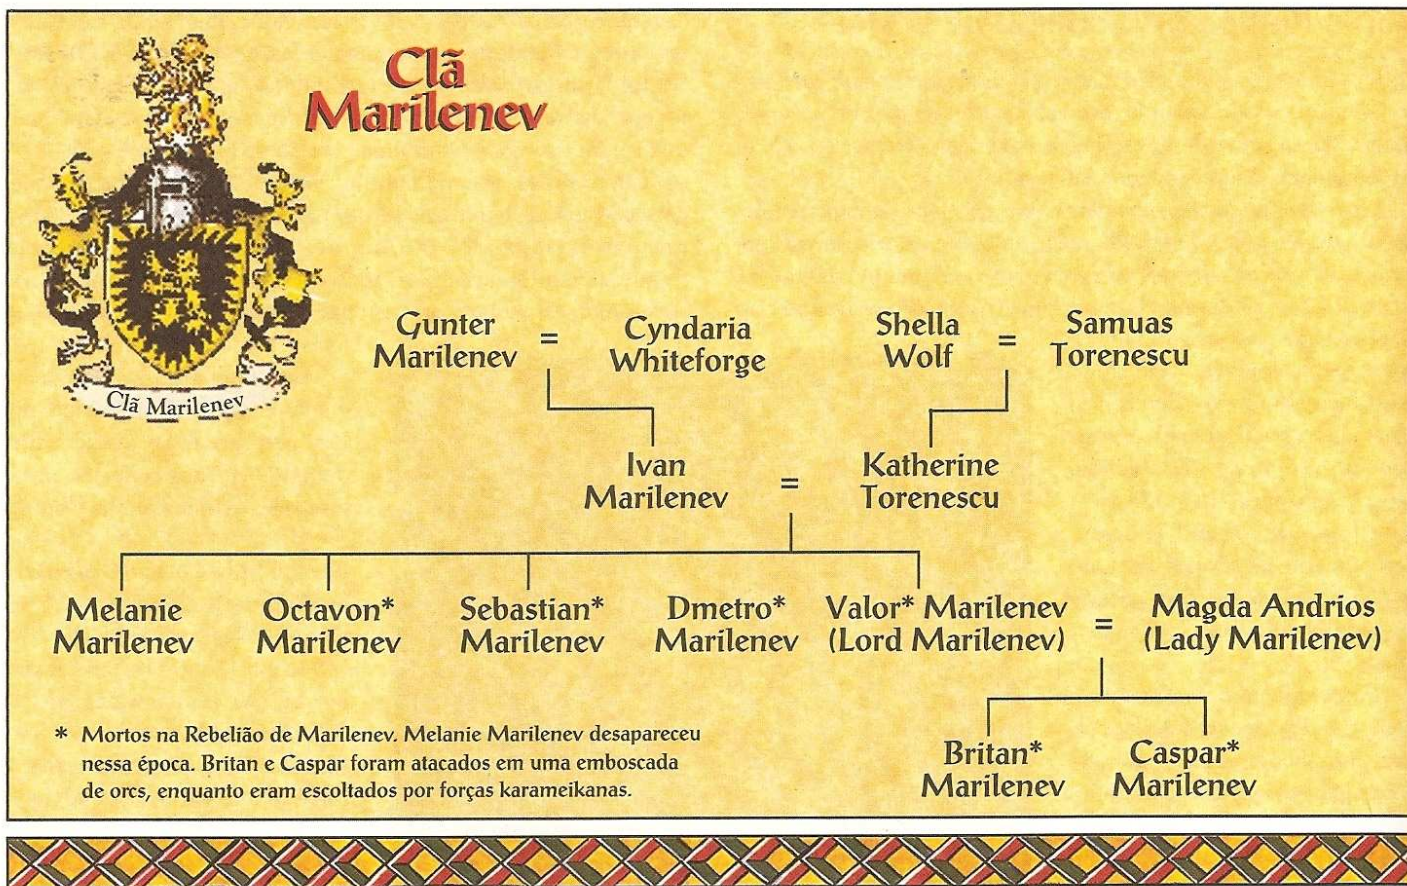 Clã
Marilenev
Clã Marilenev
Gunter
Marilenev
=
Cyndaria
Whiteforge
Shella
Wolf
=
Samuas
Torenescu
Ivan
Marilenev
=
Katherine
Torenescu
Melanie
Marilenev
Octavon*
Marilenev
Sebastian*
Marilenev
Dmetro*
Marilenev
Valor* Marilenev
(Lord Marilenev)
=
Magda Andrios
(Lady Marilenev)
Britan*
Marilenev
Caspar*
Marilenev
* Mortos na Rebelião de Marilenev. Melanie Marilenev desapareceu
nessa época. Britan e Caspar foram atacados em uma emboscada
de orcs, enquanto eram escoltados por forças karameikanas.